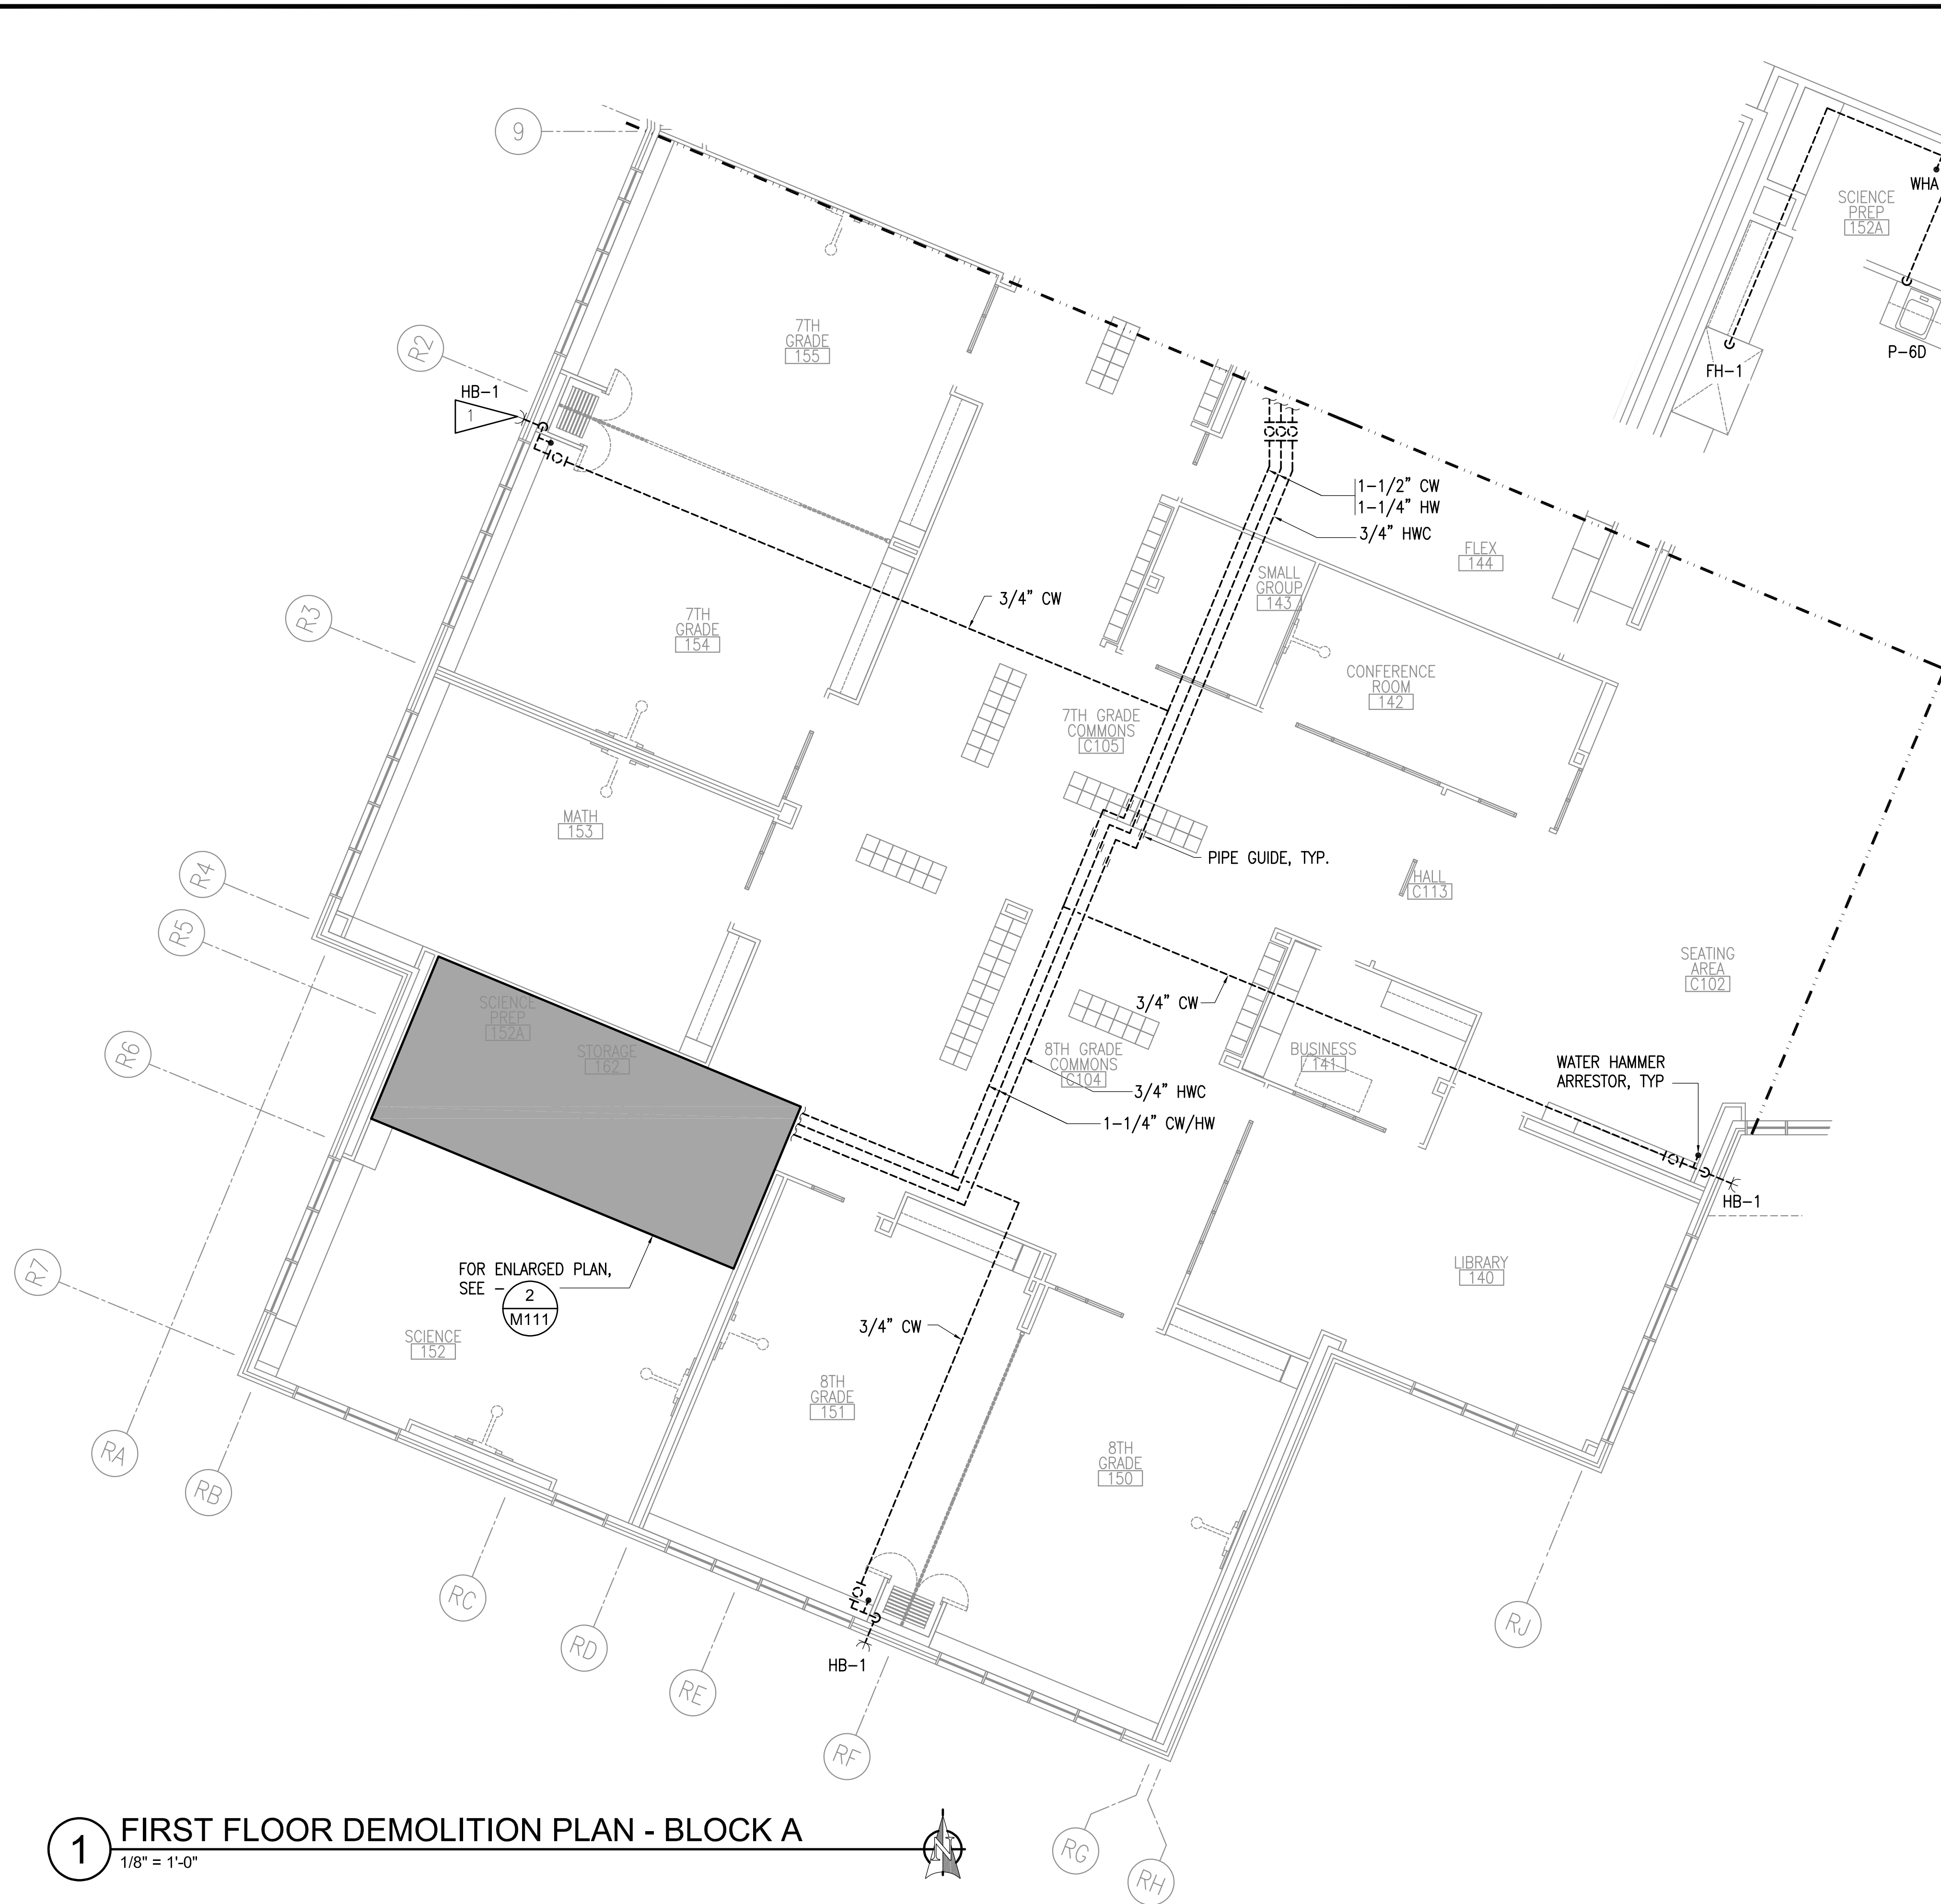 9
WHA
SCIENCE
PREP
152A
7TH
GRADE
155
R2
P-6D
FH-1
HB-1
1
1-1/2" CW
1-1/4" HW
3/4" HWC
FLEX
144
SMALL
GROUP
143
3/4" CW
R3
7TH
GRADE
154
CONFERENCE
ROOM
142
7TH GRADE
COMMONS
C105
MATH
153
PIPE GUIDE, TYP.
R4
HALL
C113
R5
SEATING
AREA
C102
SCIENCE
PREP
152A
3/4" CW
STORAGE
162
R6
8TH GRADE
COMMONS
C104
BUSINESS
141
WATER HAMMER
ARRESTOR, TYP
3/4" HWC
1-1/4" CW/HW
HB-1
R7
FOR ENLARGED PLAN,
SEE -
2
M111
LIBRARY
140
3/4" CW
SCIENCE
152
8TH
GRADE
151
RA
RB
8TH
GRADE
150
RC
RD
RJ
HB-1
RE
RF
1
FIRST FLOOR DEMOLITION PLAN - BLOCK A
1/8" = 1'-0"
N
RG
RH